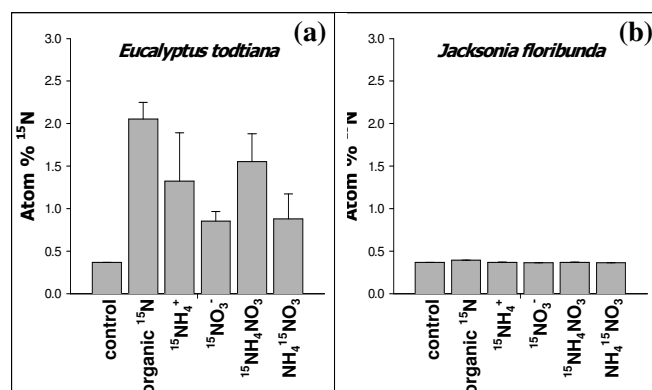 (a)
Eucalyptus todtiana
Atom % ¹⁵N
3.0
2.5
2.0
1.5
1.0
0.5
0.0
control
organic ¹⁵N
¹⁵NH₄⁺
¹⁵NO₃⁻
¹⁵NH₄NO₃
NH₄¹⁵NO₃
(b)
Jacksonia floribunda
Atom % N
3.0
2.5
2.0
1.5
1.0
0.5
0.0
control
organic ¹⁵N
¹⁵NH₄⁺
¹⁵NO₃⁻
¹⁵NH₄NO₃
NH₄¹⁵NO₃